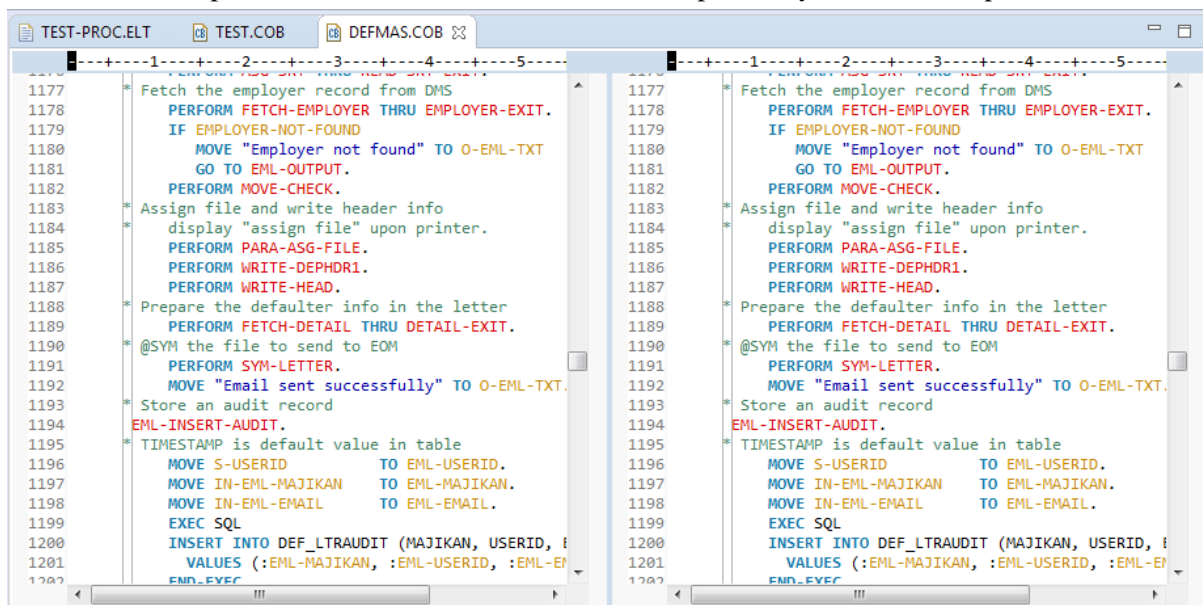 TEST-PROC.ELT TEST.COB DEFMAS.COB
----+----1----+----2----+----3----+----4----+----5-----
1177 * Fetch the employer record from DMS
1178 PERFORM FETCH-EMPLOYER THRU EMPLOYER-EXIT.
1179 IF EMPLOYER-NOT-FOUND
1180 MOVE "Employer not found" TO O-EML-TXT
1181 GO TO EML-OUTPUT.
1182 PERFORM MOVE-CHECK.
1183 * Assign file and write header info
1184 * display "assign file" upon printer.
1185 PERFORM PARA-ASG-FILE.
1186 PERFORM WRITE-DEPHDR1.
1187 PERFORM WRITE-HEAD.
1188 * Prepare the defaulter info in the letter
1189 PERFORM FETCH-DETAIL THRU DETAIL-EXIT.
1190 * @SYM the file to send to EOM
1191 PERFORM SYM-LETTER.
1192 MOVE "Email sent successfully" TO O-EML-TXT.
1193 * Store an audit record
1194 EML-INSERT-AUDIT.
1195 * TIMESTAMP is default value in table
1196 MOVE S-USERID TO EML-USERID.
1197 MOVE IN-EML-MAJIKAN TO EML-MAJIKAN.
1198 MOVE IN-EML-EMAIL TO EML-EMAIL.
1199 EXEC SQL
1200 INSERT INTO DEF_LTRAUDIT (MAJIKAN, USERID,
1201 VALUES (:EML-MAJIKAN, :EML-USERID,
1202 END-EXEC
----+----1----+----2----+----3----+----4----+----5-----
1177 * Fetch the employer record from DMS
1178 PERFORM FETCH-EMPLOYER THRU EMPLOYER-EXIT.
1179 IF EMPLOYER-NOT-FOUND
1180 MOVE "Employer not found" TO O-EML-TXT
1181 GO TO EML-OUTPUT.
1182 PERFORM MOVE-CHECK.
1183 * Assign file and write header info
1184 * display "assign file" upon printer.
1185 PERFORM PARA-ASG-FILE.
1186 PERFORM WRITE-DEPHDR1.
1187 PERFORM WRITE-HEAD.
1188 * Prepare the defaulter info in the letter
1189 PERFORM FETCH-DETAIL THRU DETAIL-EXIT.
1190 * @SYM the file to send to EOM
1191 PERFORM SYM-LETTER.
1192 MOVE "Email sent successfully" TO O-EML-TXT.
1193 * Store an audit record
1194 EML-INSERT-AUDIT.
1195 * TIMESTAMP is default value in table
1196 MOVE S-USERID TO EML-USERID.
1197 MOVE IN-EML-MAJIKAN TO EML-MAJIKAN.
1198 MOVE IN-EML-EMAIL TO EML-EMAIL.
1199 EXEC SQL
1200 INSERT INTO DEF_LTRAUDIT (MAJIKAN, USERID,
1201 VALUES (:EML-MAJIKAN, :EML-USERID,
1202 END-EXEC